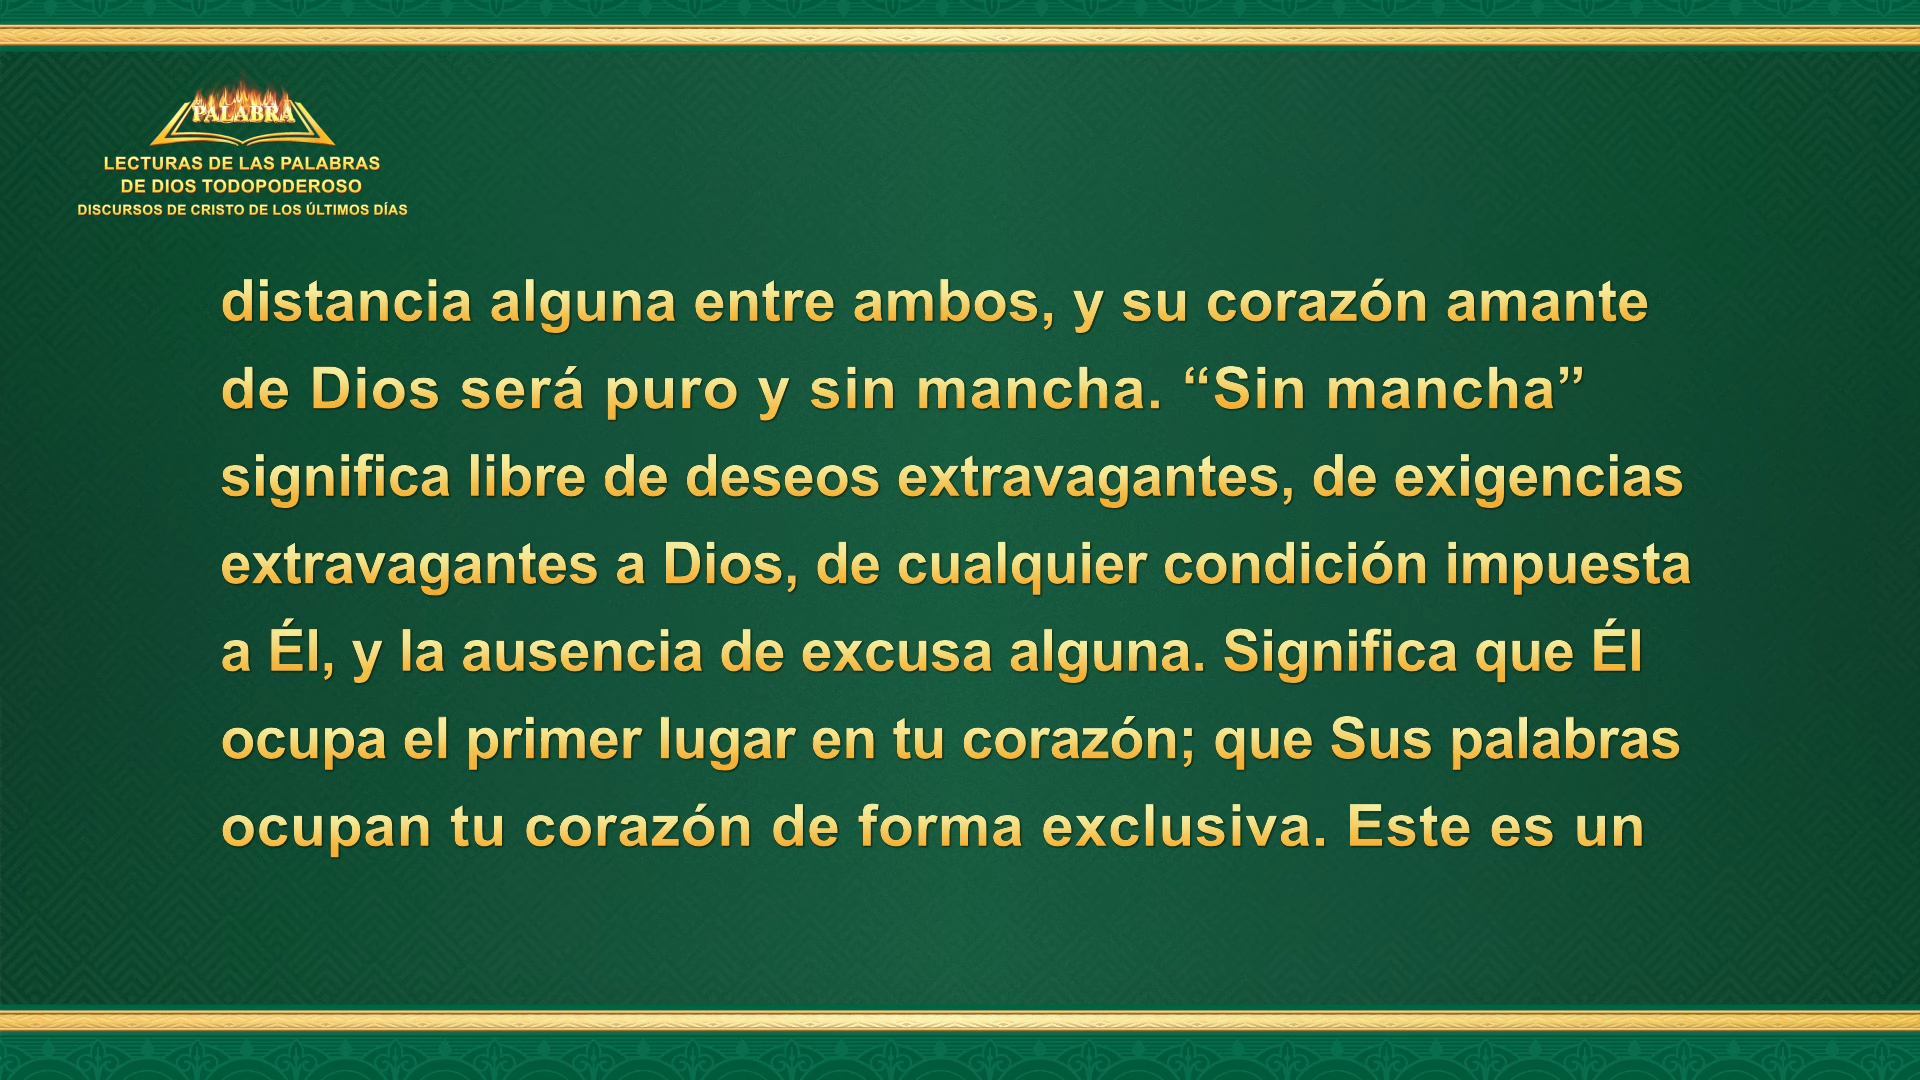 PALABRA
LECTURAS DE LAS PALABRAS
DE DIOS TODOPODEROSO
DISCURSOS DE CRISTO DE LOS ÚLTIMOS DÍAS
distancia alguna entre ambos, y su corazón amante
de Dios será puro y sin mancha. “Sin mancha”
significa libre de deseos extravagantes, de exigencias
extravagantes a Dios, de cualquier condición impuesta
a Él, y la ausencia de excusa alguna. Significa que Él
ocupa el primer lugar en tu corazón; que Sus palabras
ocupan tu corazón de forma exclusiva. Este es un